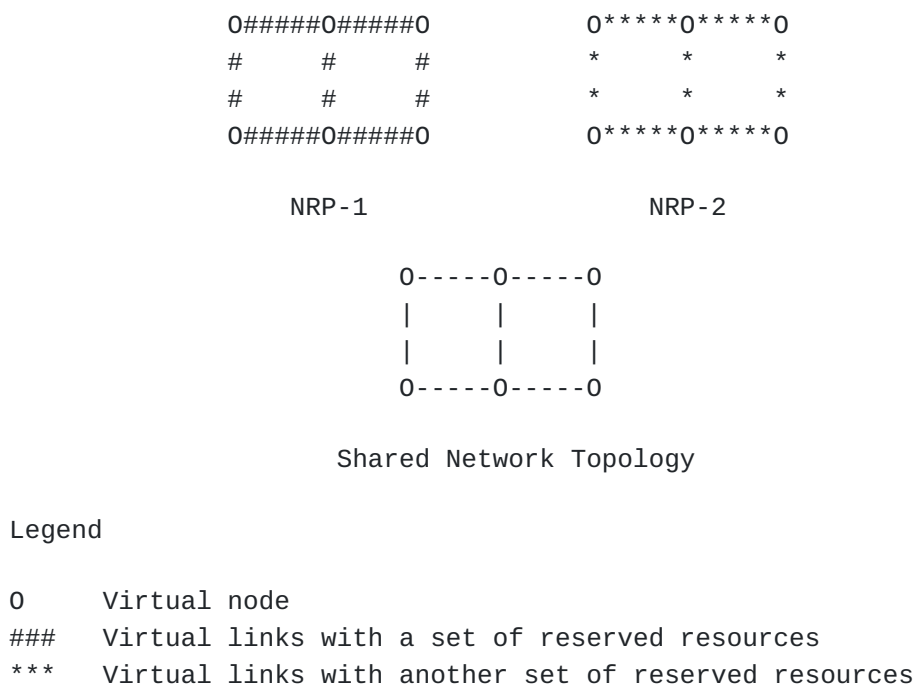 O#####O#####O          O*****O*****O
#     #     #          *     *     *
#     #     #          *     *     *
O#####O#####O          O*****O*****O
NRP-1                  NRP-2
O-----O-----O
|     |     |
|     |     |
O-----O-----O
Shared Network Topology
Legend
O     Virtual node
###   Virtual links with a set of reserved resources
***   Virtual links with another set of reserved resources